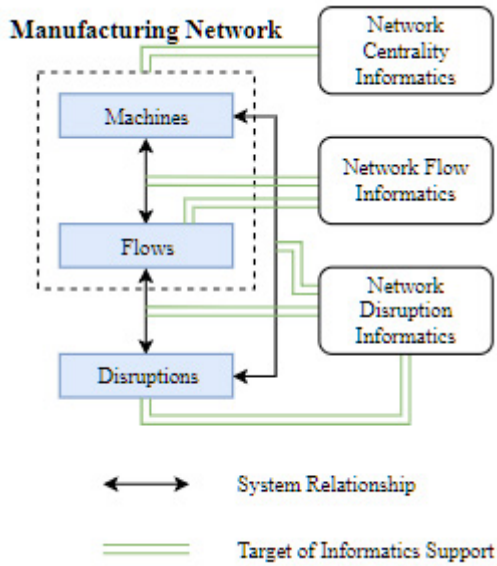 Manufacturing Network
Network
Centrality
Informatics
Machines
Network Flow
Informatics
Flows
Network
Disruption
Informatics
Disruptions
System Relationship
Target of Informatics Support